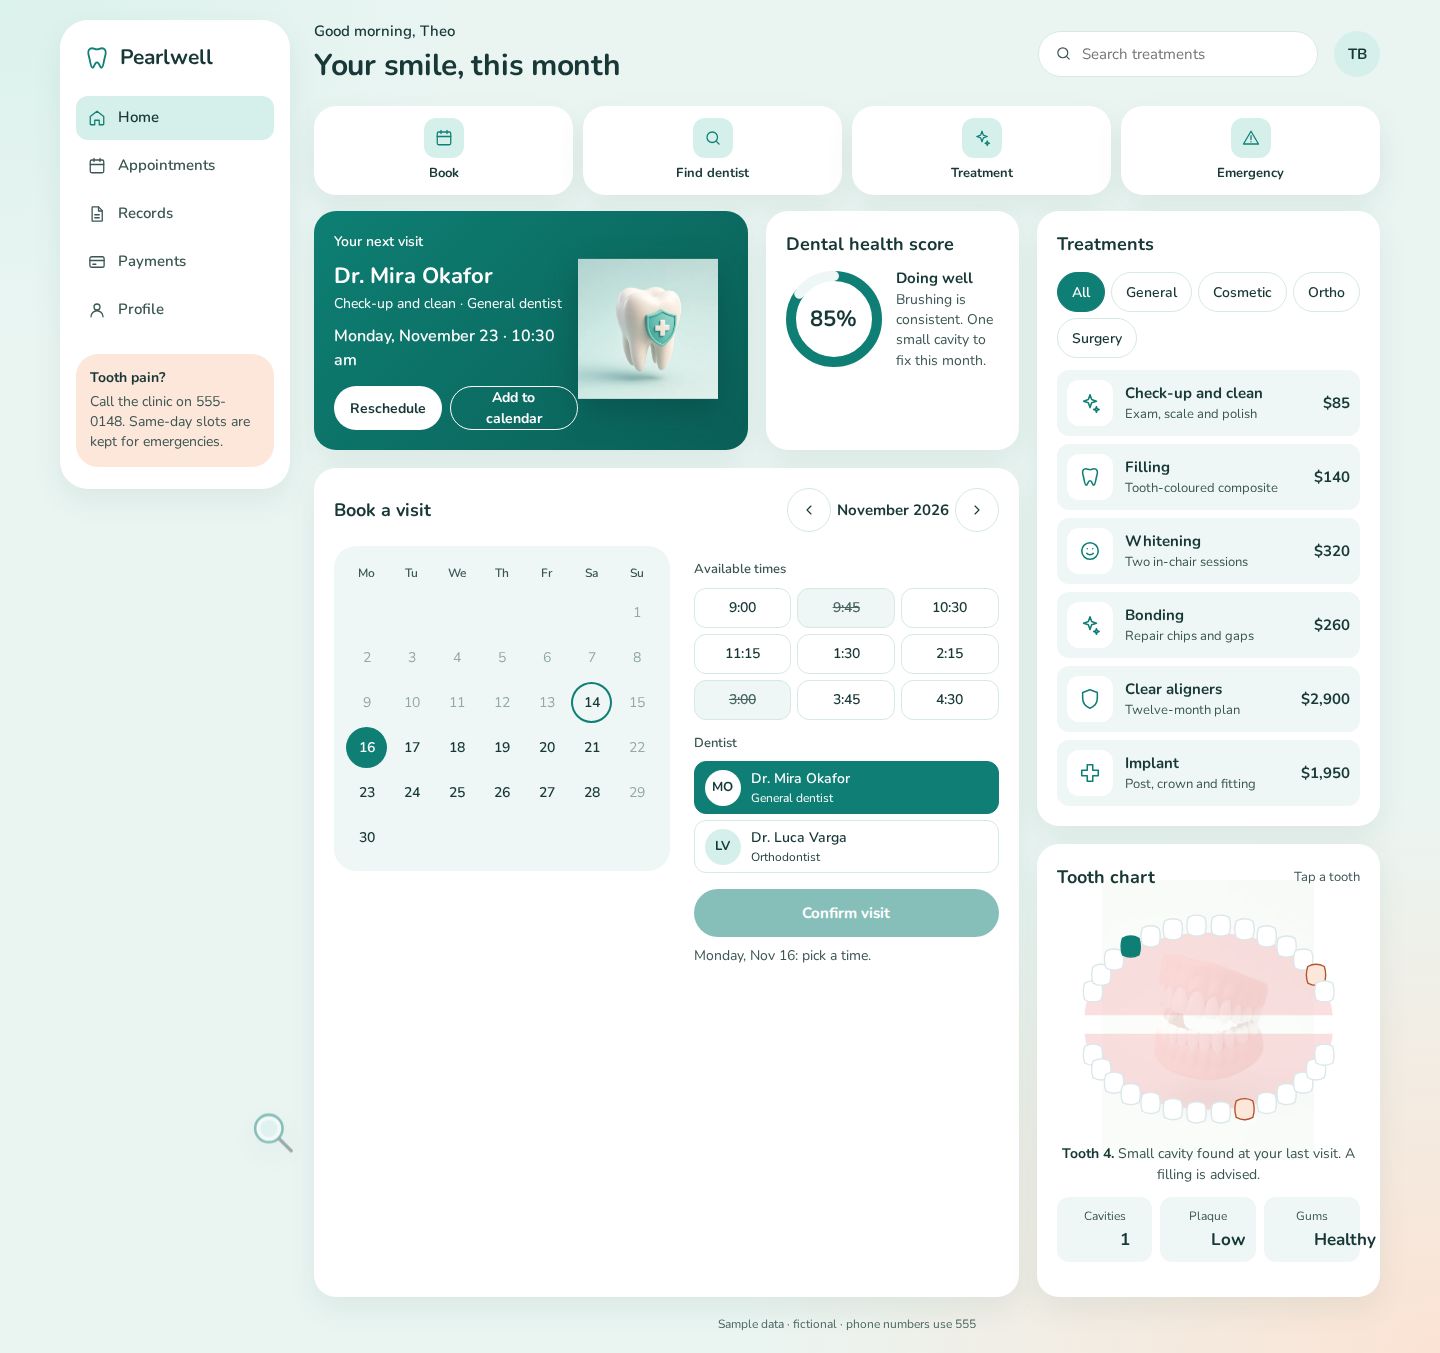 Pearlwell
Home
Appointments
Records
Payments
Profile
Tooth pain?
Call the clinic on 555-
0148. Same-day slots are
kept for emergencies.
Good morning, Theo
Your smile, this month
Search treatments
TB
Book
Find dentist
Treatment
Emergency
Your next visit
Dr. Mira Okafor
Check-up and clean · General dentist
Monday, November 23 · 10:30
am
Reschedule
Add to
calendar
Dental health score
85%
Doing well
Brushing is
consistent. One
small cavity to
fix this month.
Book a visit
November 2026
Mo Tu We Th Fr Sa Su
1
2 3 4 5 6 7 8
9 10 11 12 13 14 15
16 17 18 19 20 21 22
23 24 25 26 27 28 29
30
Available times
9:00 9:45 10:30
11:15 1:30 2:15
3:00 3:45 4:30
Dentist
MO
Dr. Mira Okafor
General dentist
LV
Dr. Luca Varga
Orthodontist
Confirm visit
Monday, Nov 16: pick a time.
Treatments
All General Cosmetic Ortho
Surgery
Check-up and clean
Exam, scale and polish
$85
Filling
Tooth-coloured composite
$140
Whitening
Two in-chair sessions
$320
Bonding
Repair chips and gaps
$260
Clear aligners
Twelve-month plan
$2,900
Implant
Post, crown and fitting
$1,950
Tooth chart
Tap a tooth
Tooth 4. Small cavity found at your last visit. A
filling is advised.
Cavities
1
Plaque
Low
Gums
Healthy
Sample data · fictional · phone numbers use 555